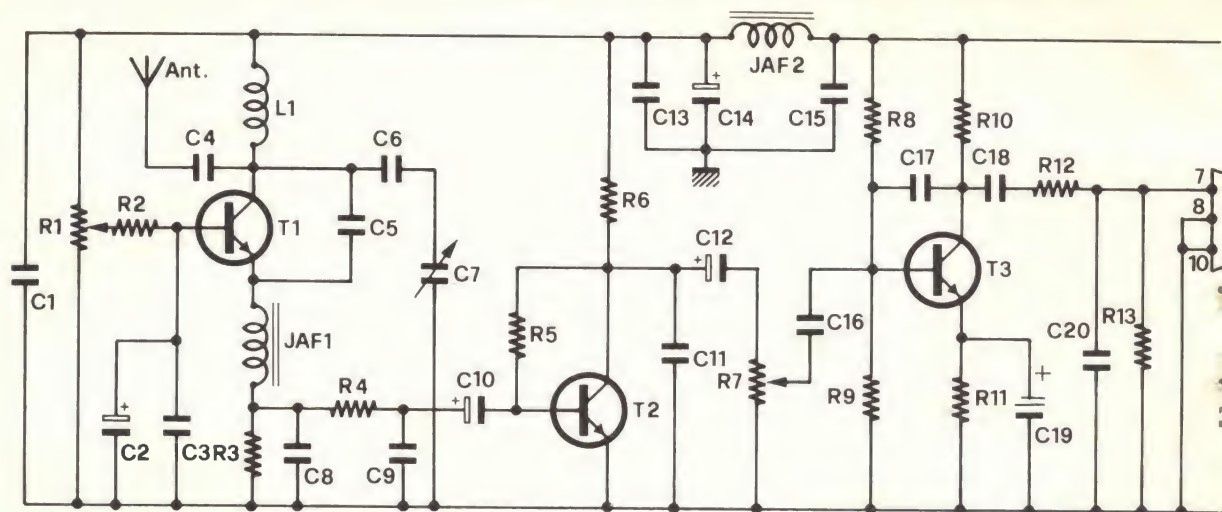 JAF2
Ant.
L1
C13
C14
C15
R8
R10
C4
C6
C17
C18
R12
7
R6
R2
8
R1
T1
C5
C12
+
T3
10
C7
C1
C16
JAF1
R5
R13
C20
C10
+
C11
R7
R4
+
T2
R9
R11
+
C2
C3
R3
C19
C8
C9
+